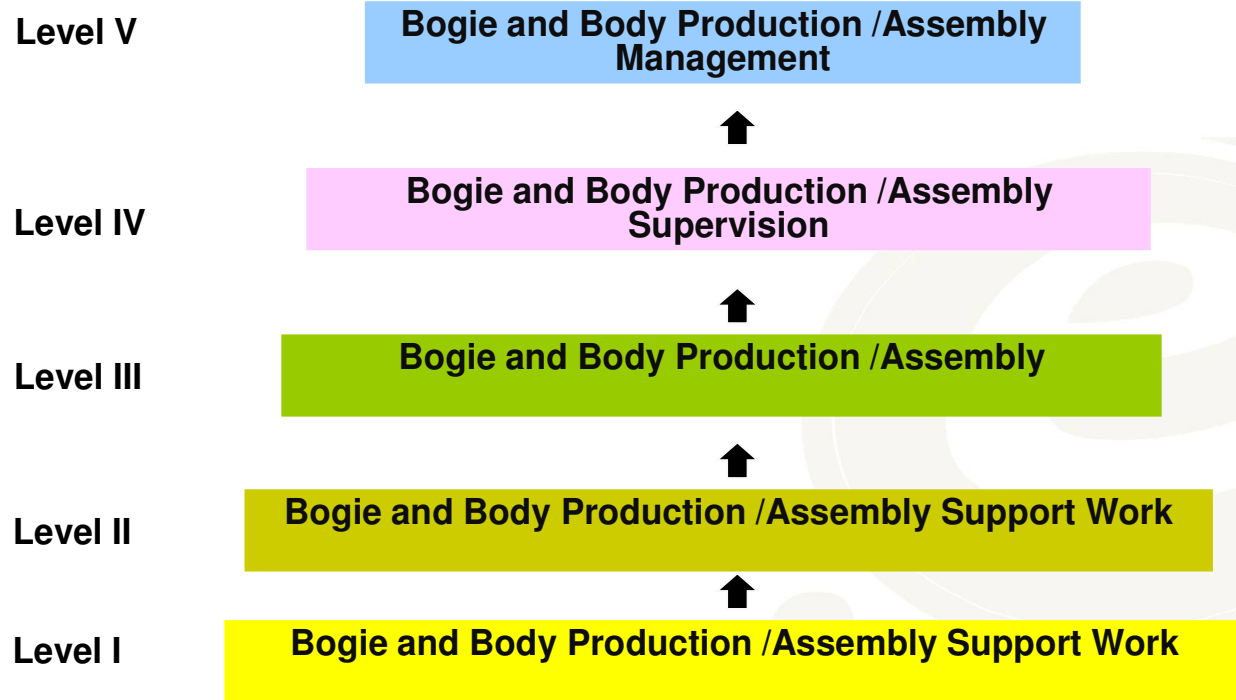 Level V
Bogie and Body Production /Assembly
Management
Level IV
Bogie and Body Production /Assembly
Supervision
Level III
Bogie and Body Production /Assembly
Level II
Bogie and Body Production /Assembly Support Work
Level I
Bogie and Body Production /Assembly Support Work